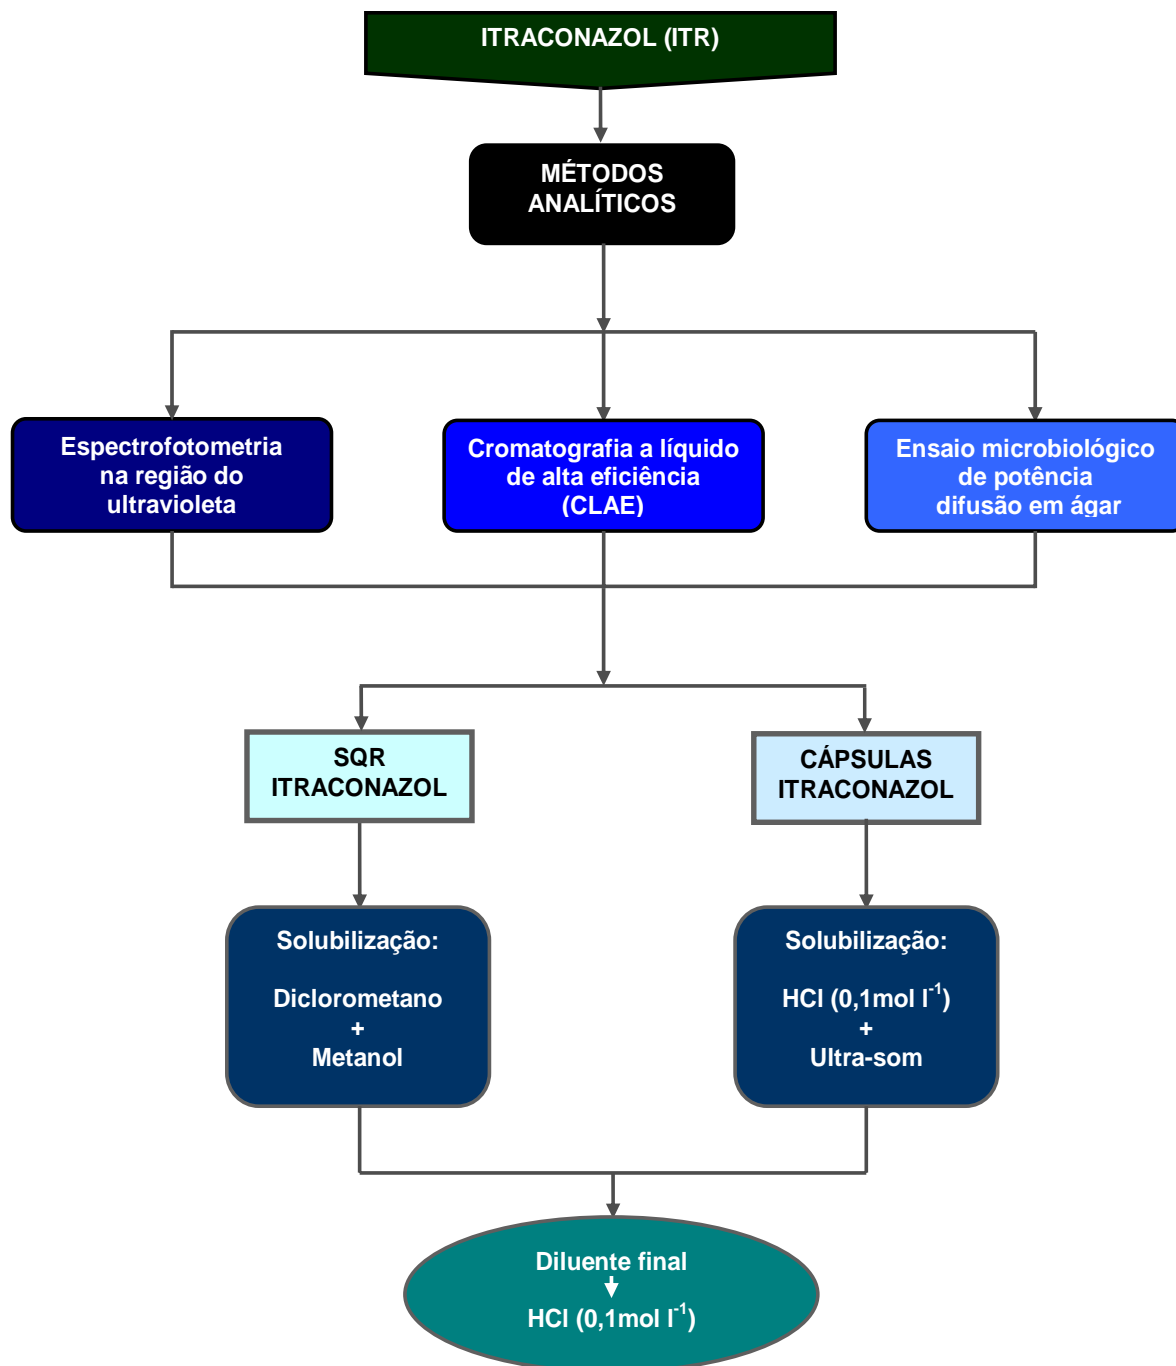 ITRACONAZOL (ITR)
MÉTODOS
ANALÍTICOS
Espectrofotometria
na região do
ultravioleta
Cromatografia a líquido
de alta eficiência
(CLAE)
Ensaio microbiológico
de potência
difusão em ágar
SQR
ITRACONAZOL
CÁPSULAS
ITRACONAZOL
Solubilização:
Diclorometano
+
Metanol
Solubilização:
HCl (0,1mol l⁻¹)
+
Ultra-som
Diluente final
HCl (0,1mol l⁻¹)